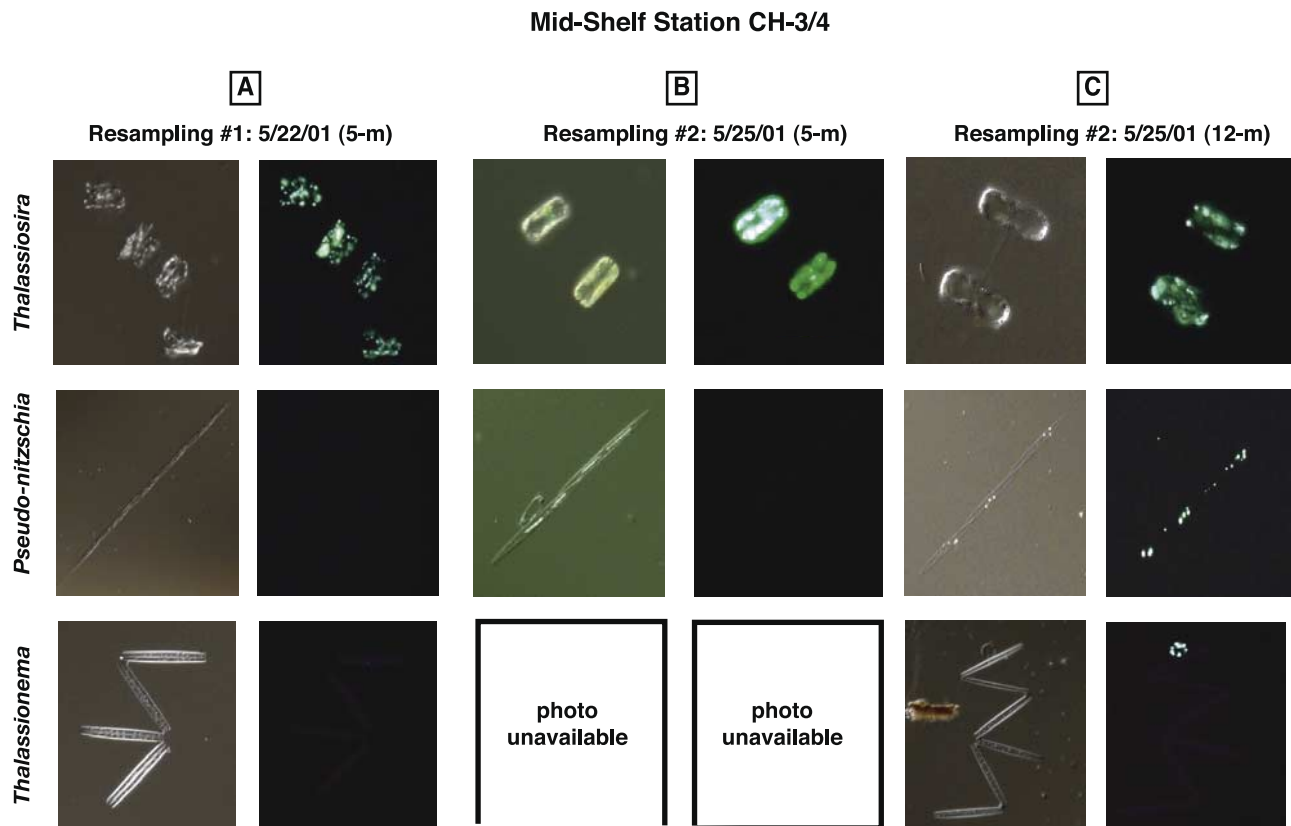 Mid-Shelf Station CH-3/4
A
B
C
Resampling #1: 5/22/01 (5-m)
Resampling #2: 5/25/01 (5-m)
Resampling #2: 5/25/01 (12-m)
Thalassiosira
Pseudo-nitzschia
Thalassionema
photo
unavailable
photo
unavailable